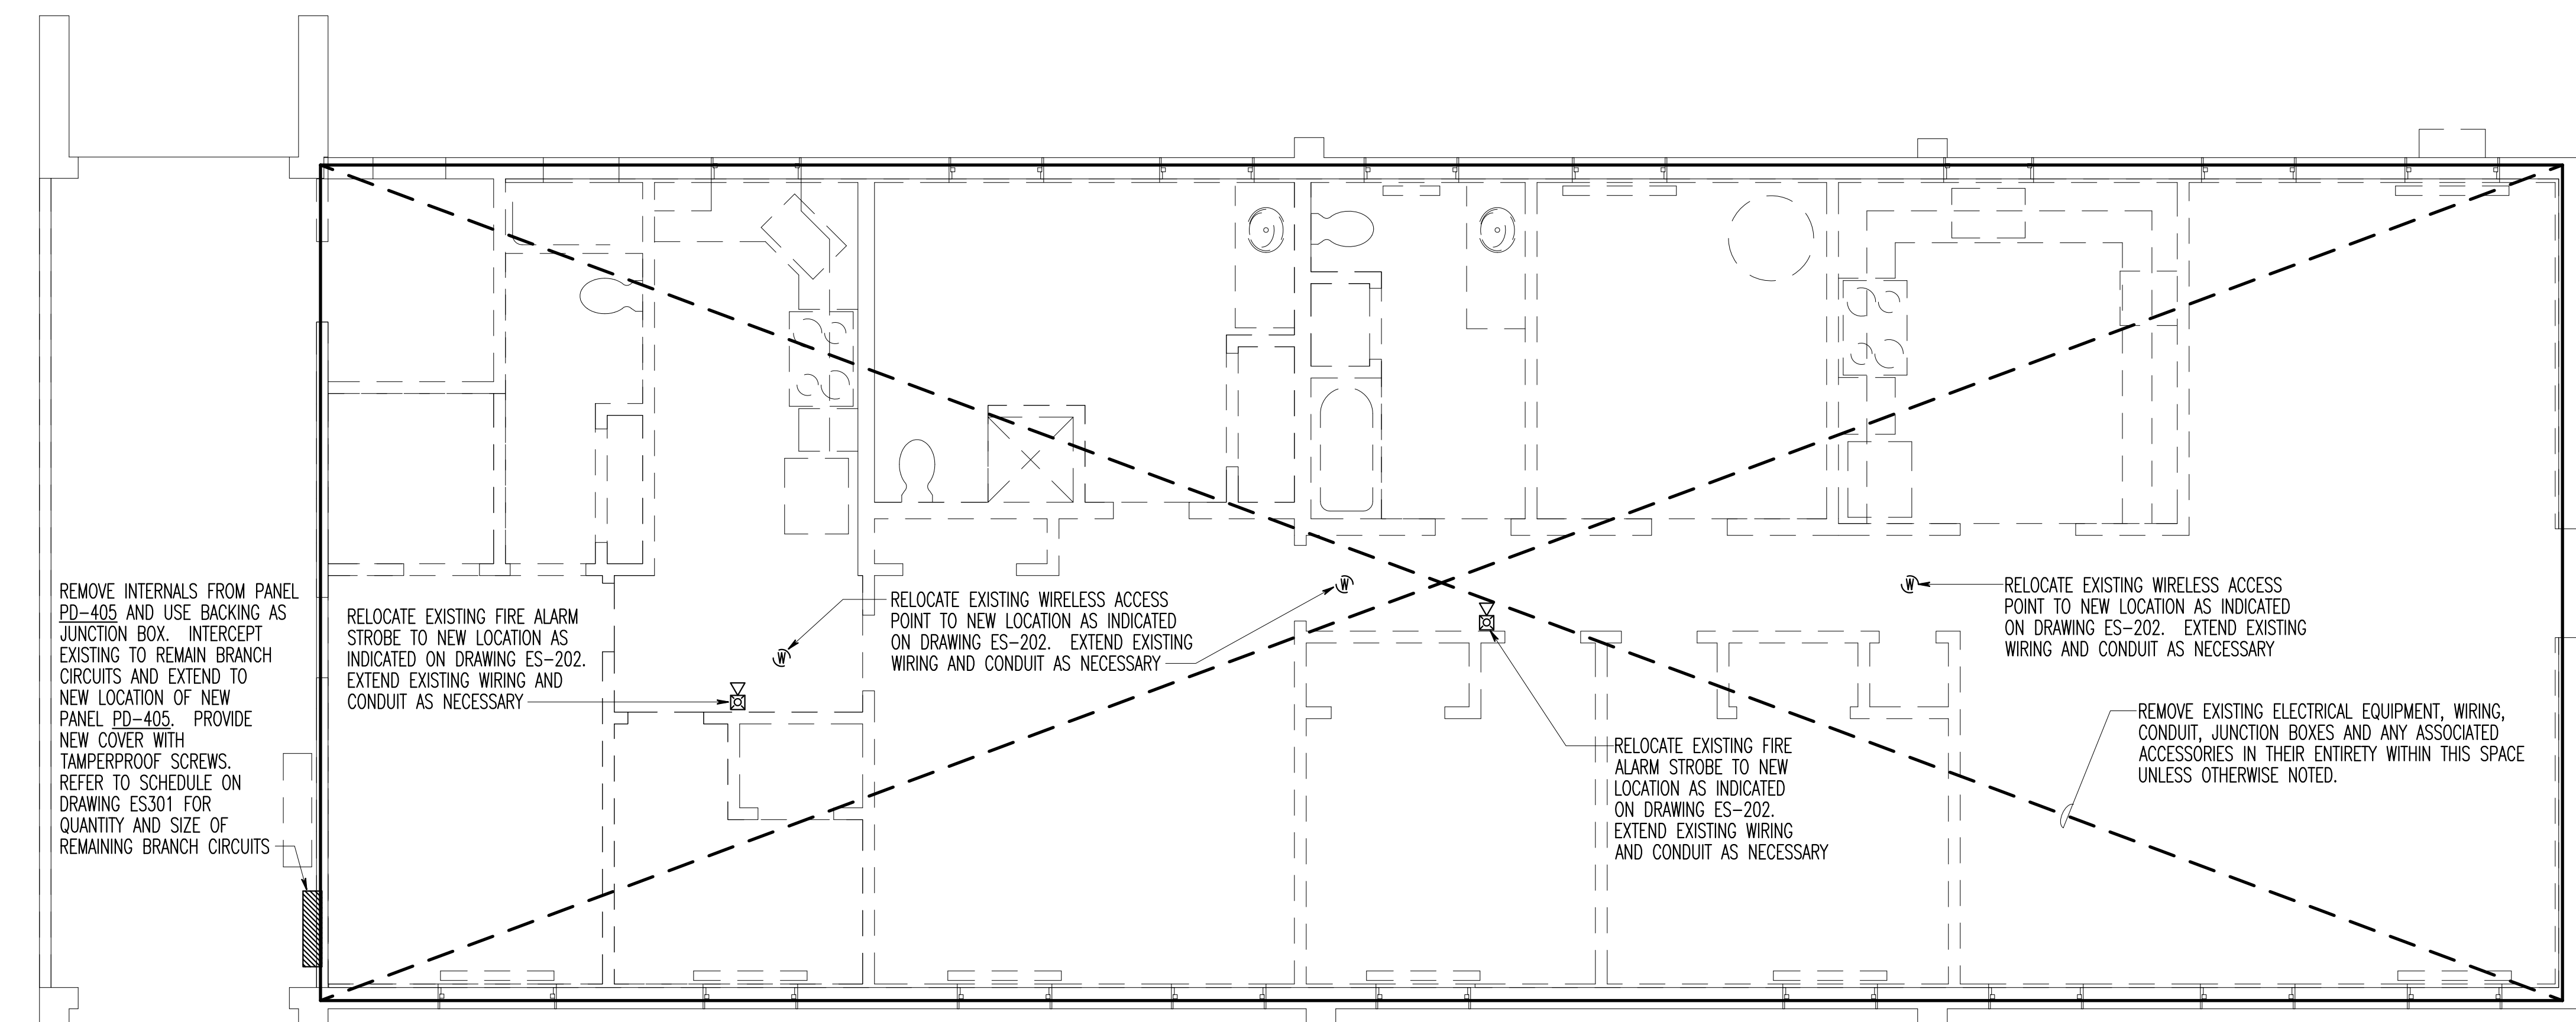 REMOVE INTERNALS FROM PANEL
PD-405 AND USE BACKING AS
JUNCTION BOX. INTERCEPT
EXISTING TO REMAIN BRANCH
CIRCUITS AND EXTEND TO
NEW LOCATION OF NEW
PANEL PD-405. PROVIDE
NEW COVER WITH
TAMPERPROOF SCREWS.
REFER TO SCHEDULE ON
DRAWING ES301 FOR
QUANTITY AND SIZE OF
REMAINING BRANCH CIRCUITS
RELOCATE EXISTING FIRE ALARM
STROBE TO NEW LOCATION AS
INDICATED ON DRAWING ES-202.
EXTEND EXISTING WIRING AND
CONDUIT AS NECESSARY
W
RELOCATE EXISTING WIRELESS ACCESS
POINT TO NEW LOCATION AS INDICATED
ON DRAWING ES-202. EXTEND EXISTING
WIRING AND CONDUIT AS NECESSARY
W
RELOCATE EXISTING FIRE
ALARM STROBE TO NEW
LOCATION AS INDICATED
ON DRAWING ES-202.
EXTEND EXISTING WIRING
AND CONDUIT AS NECESSARY
W
RELOCATE EXISTING WIRELESS ACCESS
POINT TO NEW LOCATION AS INDICATED
ON DRAWING ES-202. EXTEND EXISTING
WIRING AND CONDUIT AS NECESSARY
REMOVE EXISTING ELECTRICAL EQUIPMENT, WIRING,
CONDUIT, JUNCTION BOXES AND ANY ASSOCIATED
ACCESSORIES IN THEIR ENTIRETY WITHIN THIS SPACE
UNLESS OTHERWISE NOTED.